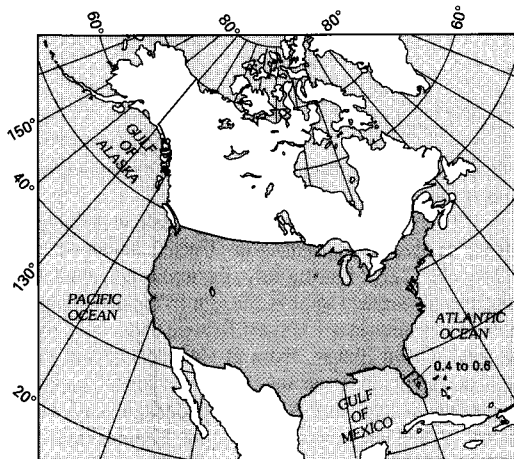 60° 80° 80° 60°
150°
GULF
OF
ALASKA
40°
130°
PACIFIC
OCEAN
ATLANTIC
OCEAN
0.4 to 0.6
20°
GULF
OF
MEXICO